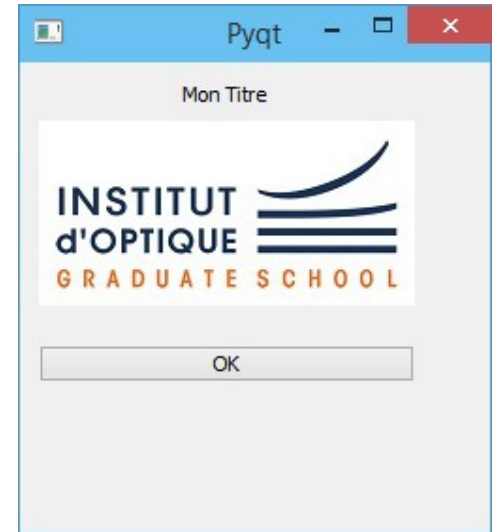 Pyqt
Mon Titre
INSTITUT
d'OPTIQUE
GRADUATE SCHOOL
OK